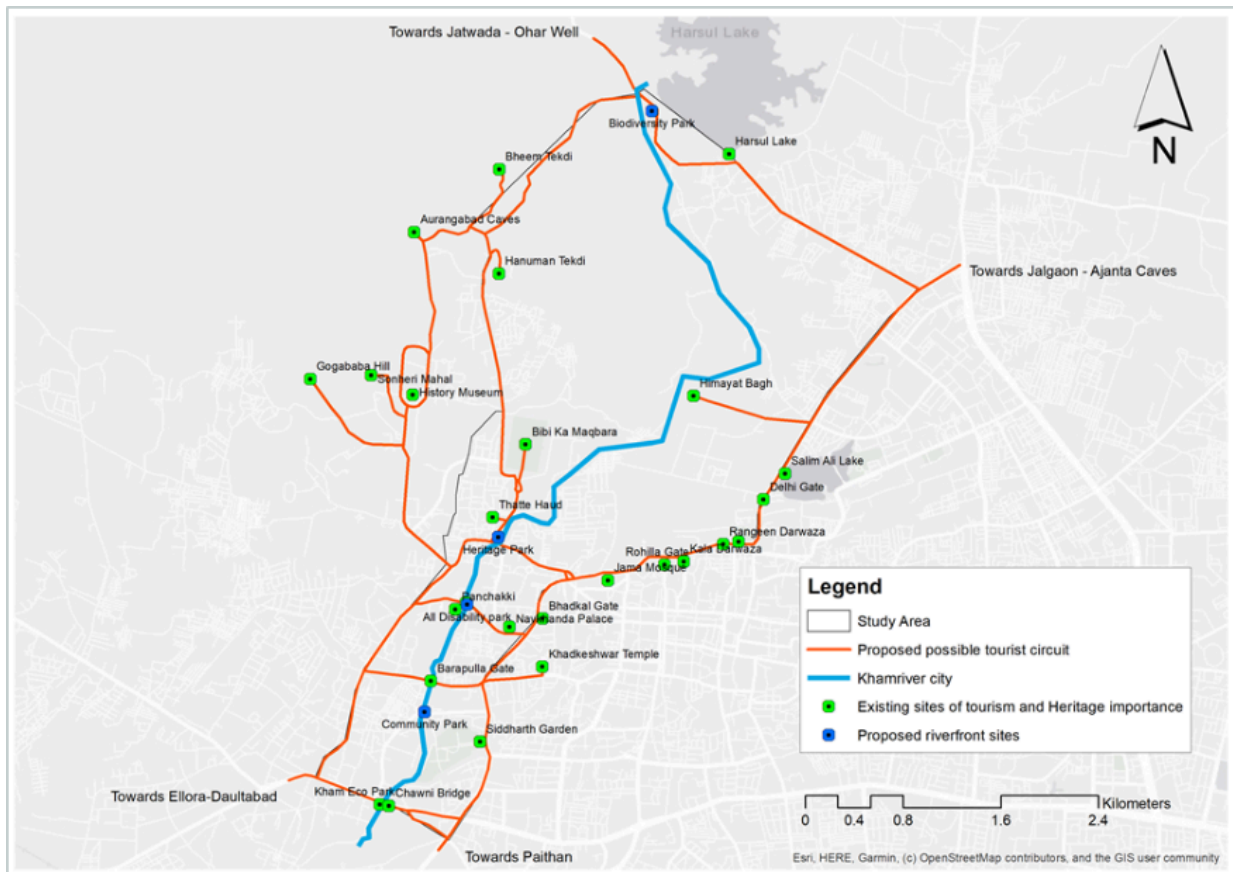 Towards Jatwada - Ohar Well
Harsul Lake
N
Biodiversity Park
Harsul Lake
Bheem Tekdi
Aurangabad Caves
Hanuman Tekdi
Towards Jalgaon - Ajanta Caves
Gogababa Hill
Sonheri Mahal
History Museum
Himayat Bagh
Bibi Ka Maqbara
Salim Ali Lake
Delhi Gate
Thatte Haud
Rangeen Darwaza
Heritage Park
Rohilla Gate
Kala Darwaza
Jama Mosque
Panchakki
All Disability park
Bhadkal Gate
Naukhanda Palace
Khadkeshwar Temple
Barapulla Gate
Community Park
Siddharth Garden
Towards Ellora-Daultabad
Kham Eco Park
Chawni Bridge
Towards Paithan
Legend
Study Area
Proposed possible tourist circuit
Khamriver city
Existing sites of tourism and Heritage importance
Proposed riverfront sites
Kilometers
0 0.4 0.8 1.6 2.4
Esri, HERE, Garmin, (c) OpenStreetMap contributors, and the GIS user community